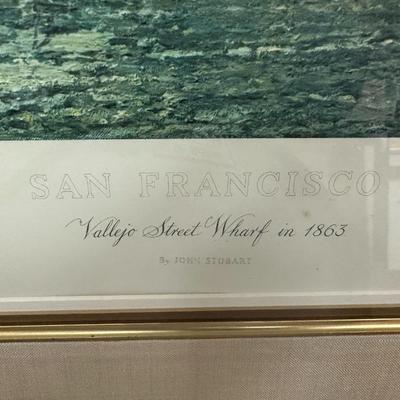 SAN FRANCISCO
Vallejo Street Wharf in 1863
By JOHN STOBART